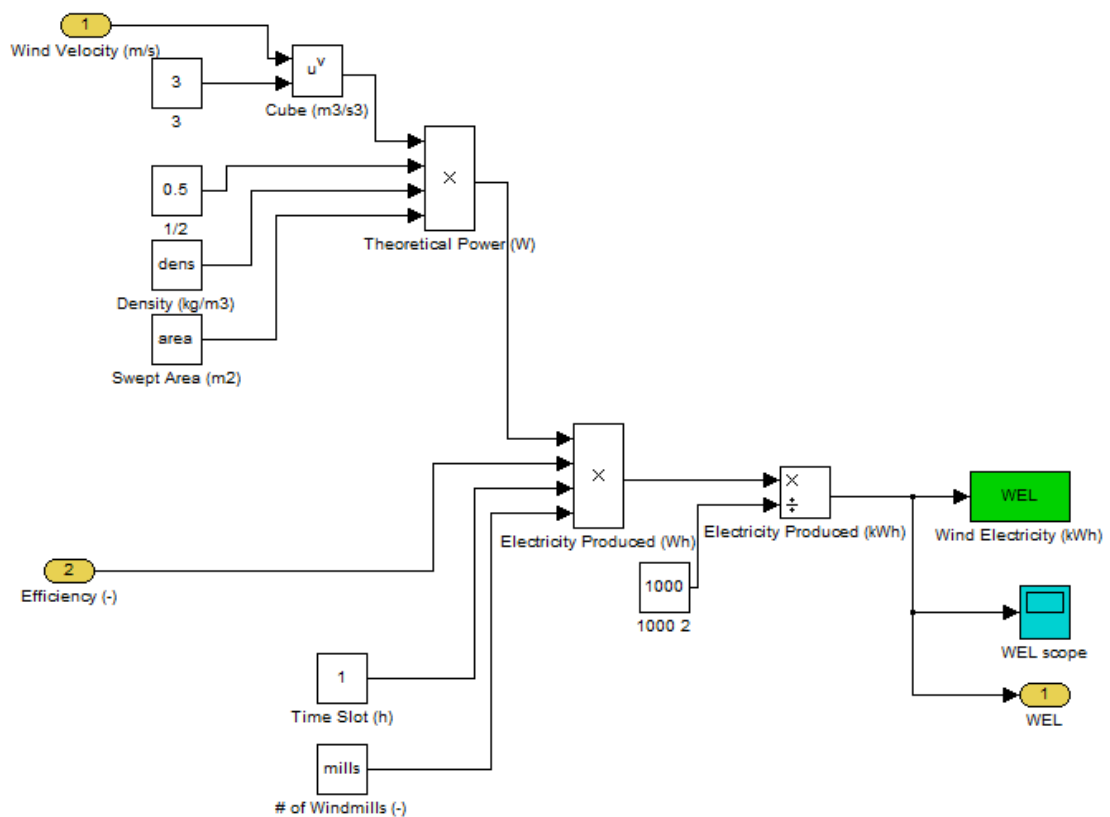 1
Wind Velocity (m/s)
3
3
u^v
Cube (m3/s3)
0.5
1/2
×
Theoretical Power (W)
dens
Density (kg/m3)
area
Swept Area (m2)
×
Electricity Produced (Wh)
×
÷
Electricity Produced (kWh)
WEL
Wind Electricity (kWh)
2
Efficiency (-)
1000
1000 2
WEL scope
1
Time Slot (h)
1
WEL
mills
# of Windmills (-)